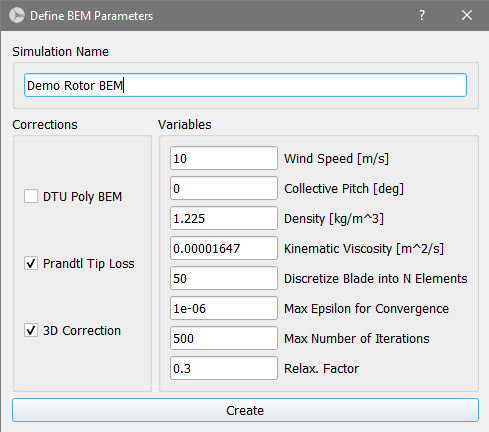 Define BEM Parameters
?
Simulation Name
Demo Rotor BEM
Corrections
DTU Poly BEM
Prandtl Tip Loss
3D Correction
Variables
10 Wind Speed [m/s]
0 Collective Pitch [deg]
1.225 Density [kg/m^3]
0.00001647 Kinematic Viscosity [m^2/s]
50 Discretize Blade into N Elements
1e-06 Max Epsilon for Convergence
500 Max Number of Iterations
0.3 Relax. Factor
Create